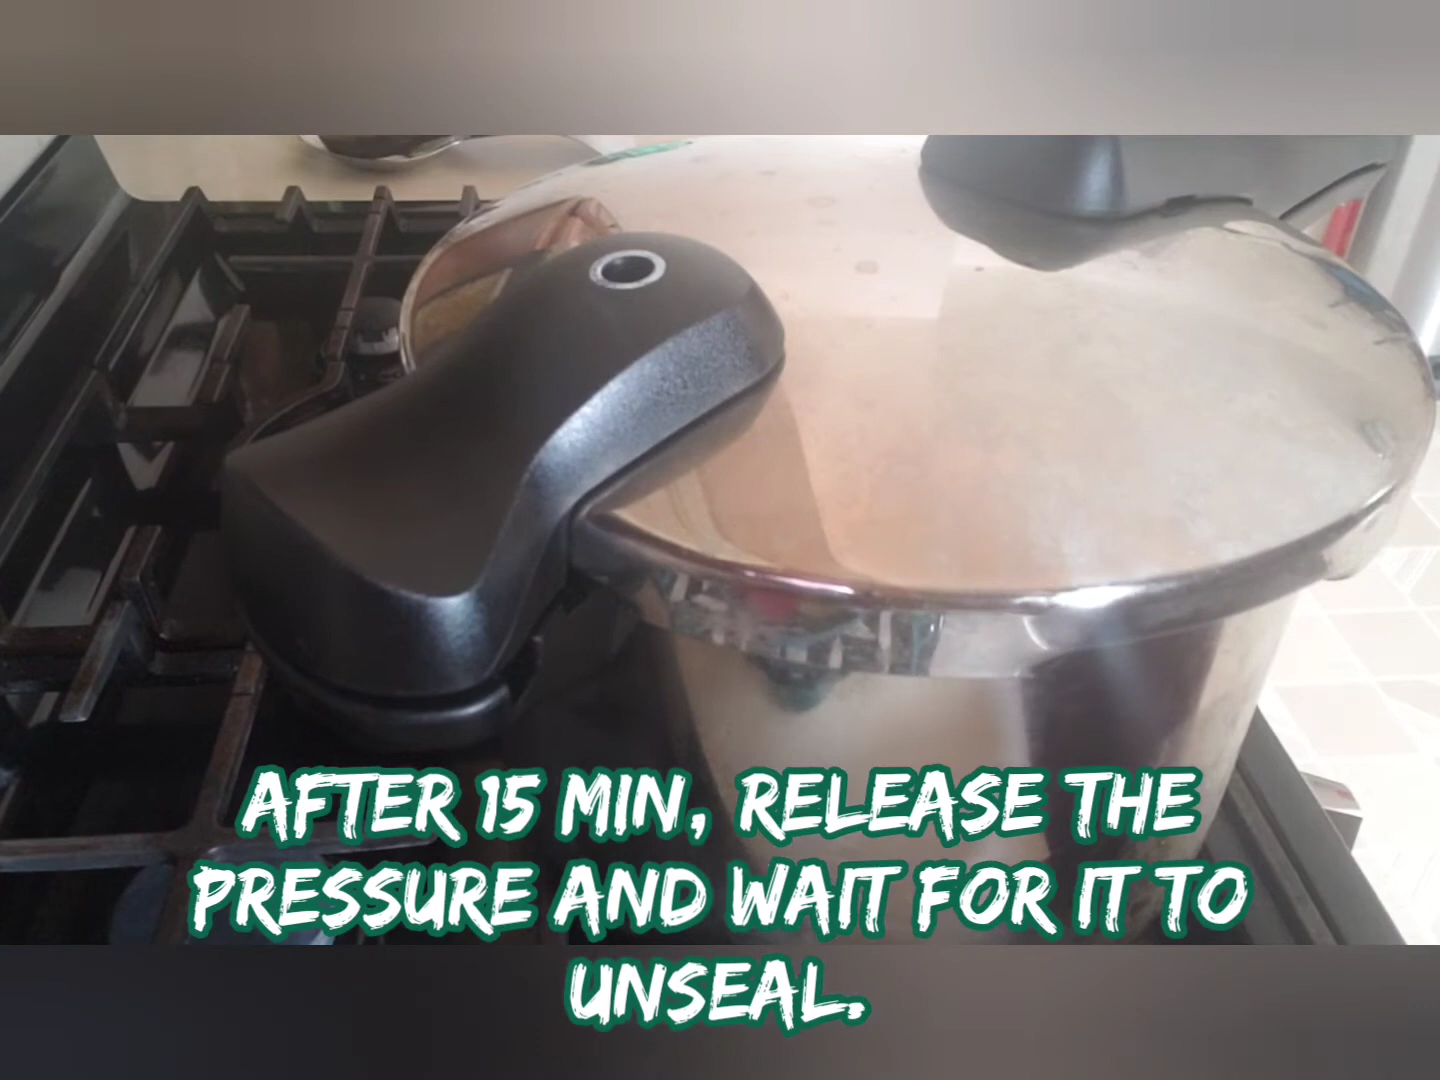 AFTER 15 MIN, RELEASE THE
PRESSURE AND WAIT FOR IT TO
UNSEAL.